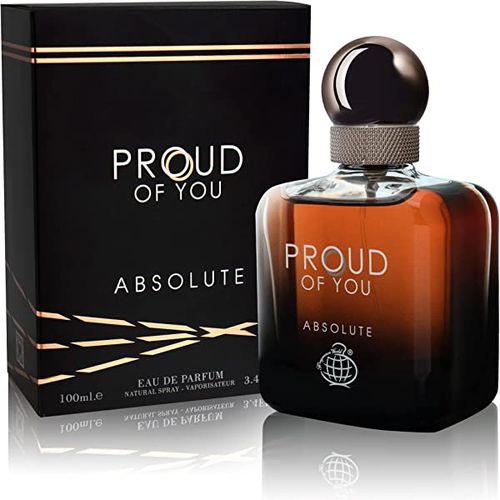 PROUD
OF YOU
ABSOLUTE
EAU DE PARFUM
NATURAL SPRAY - VAPORISATEUR
100ml.e
3.4
PROUD
OF YOU
ABSOLUTE